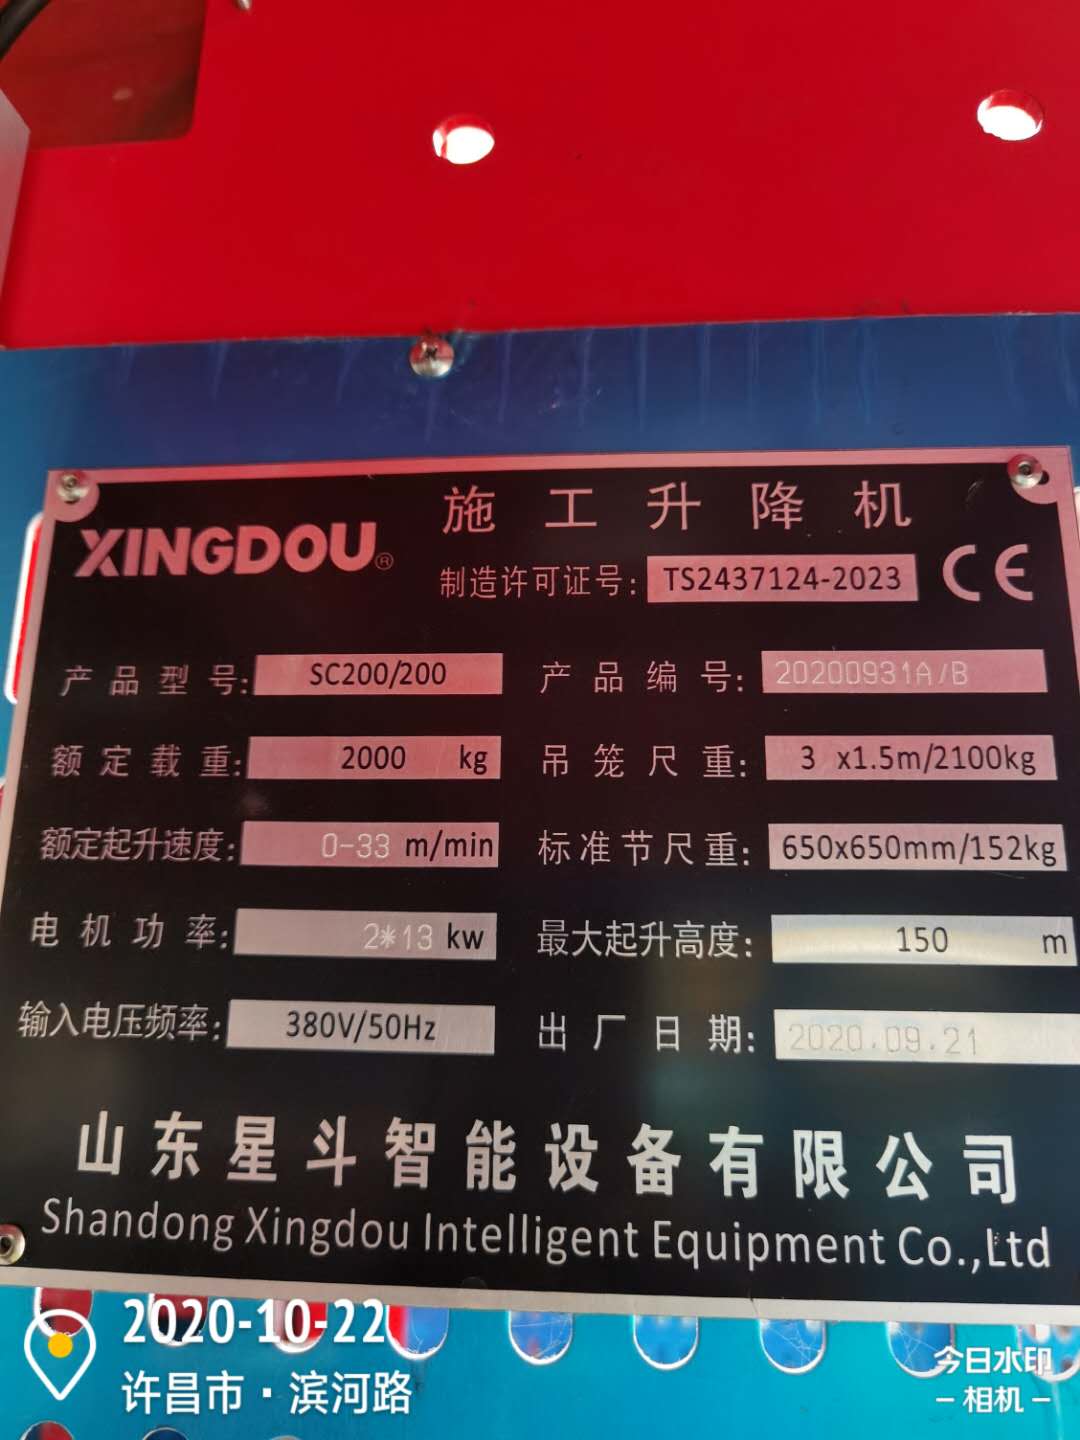 施工升降机
XINGDOU®
制造许可证号: TS2437124-2023 CE
产品型号: SC200/200 产品编号: 20200931A/B
额定载重: 2000 kg 吊笼尺重: 3 x1.5m/2100kg
额定起升速度: 0-33 m/min 标准节尺重: 650x650mm/152kg
电机功率: 2*13 kw 最大起升高度: 150 m
输入电压频率: 380V/50Hz 出厂日期: 2020.09.21
山东星斗智能设备有限公司
Shandong Xingdou Intelligent Equipment Co.,Ltd
2020-10-22
许昌市·滨河路
今日水印
－相机－